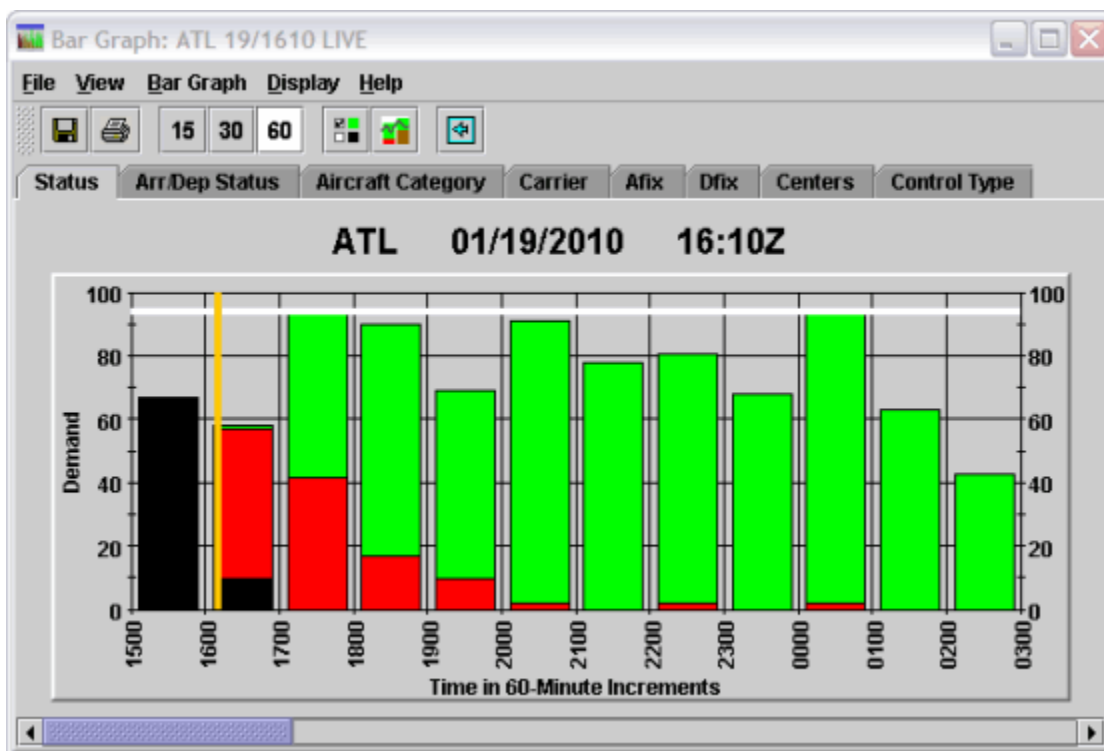 Bar Graph: ATL 19/1610 LIVE
File View Bar Graph Display Help
15 30 60
Status Arr/Dep Status Aircraft Category Carrier Afix Dfix Centers Control Type
ATL 01/19/2010 16:10Z
100 100
80 80
60 60
40 40
20 20
0 0
Demand
1500 1600 1700 1800 1900 2000 2100 2200 2300 0000 0100 0200 0300
Time in 60-Minute Increments